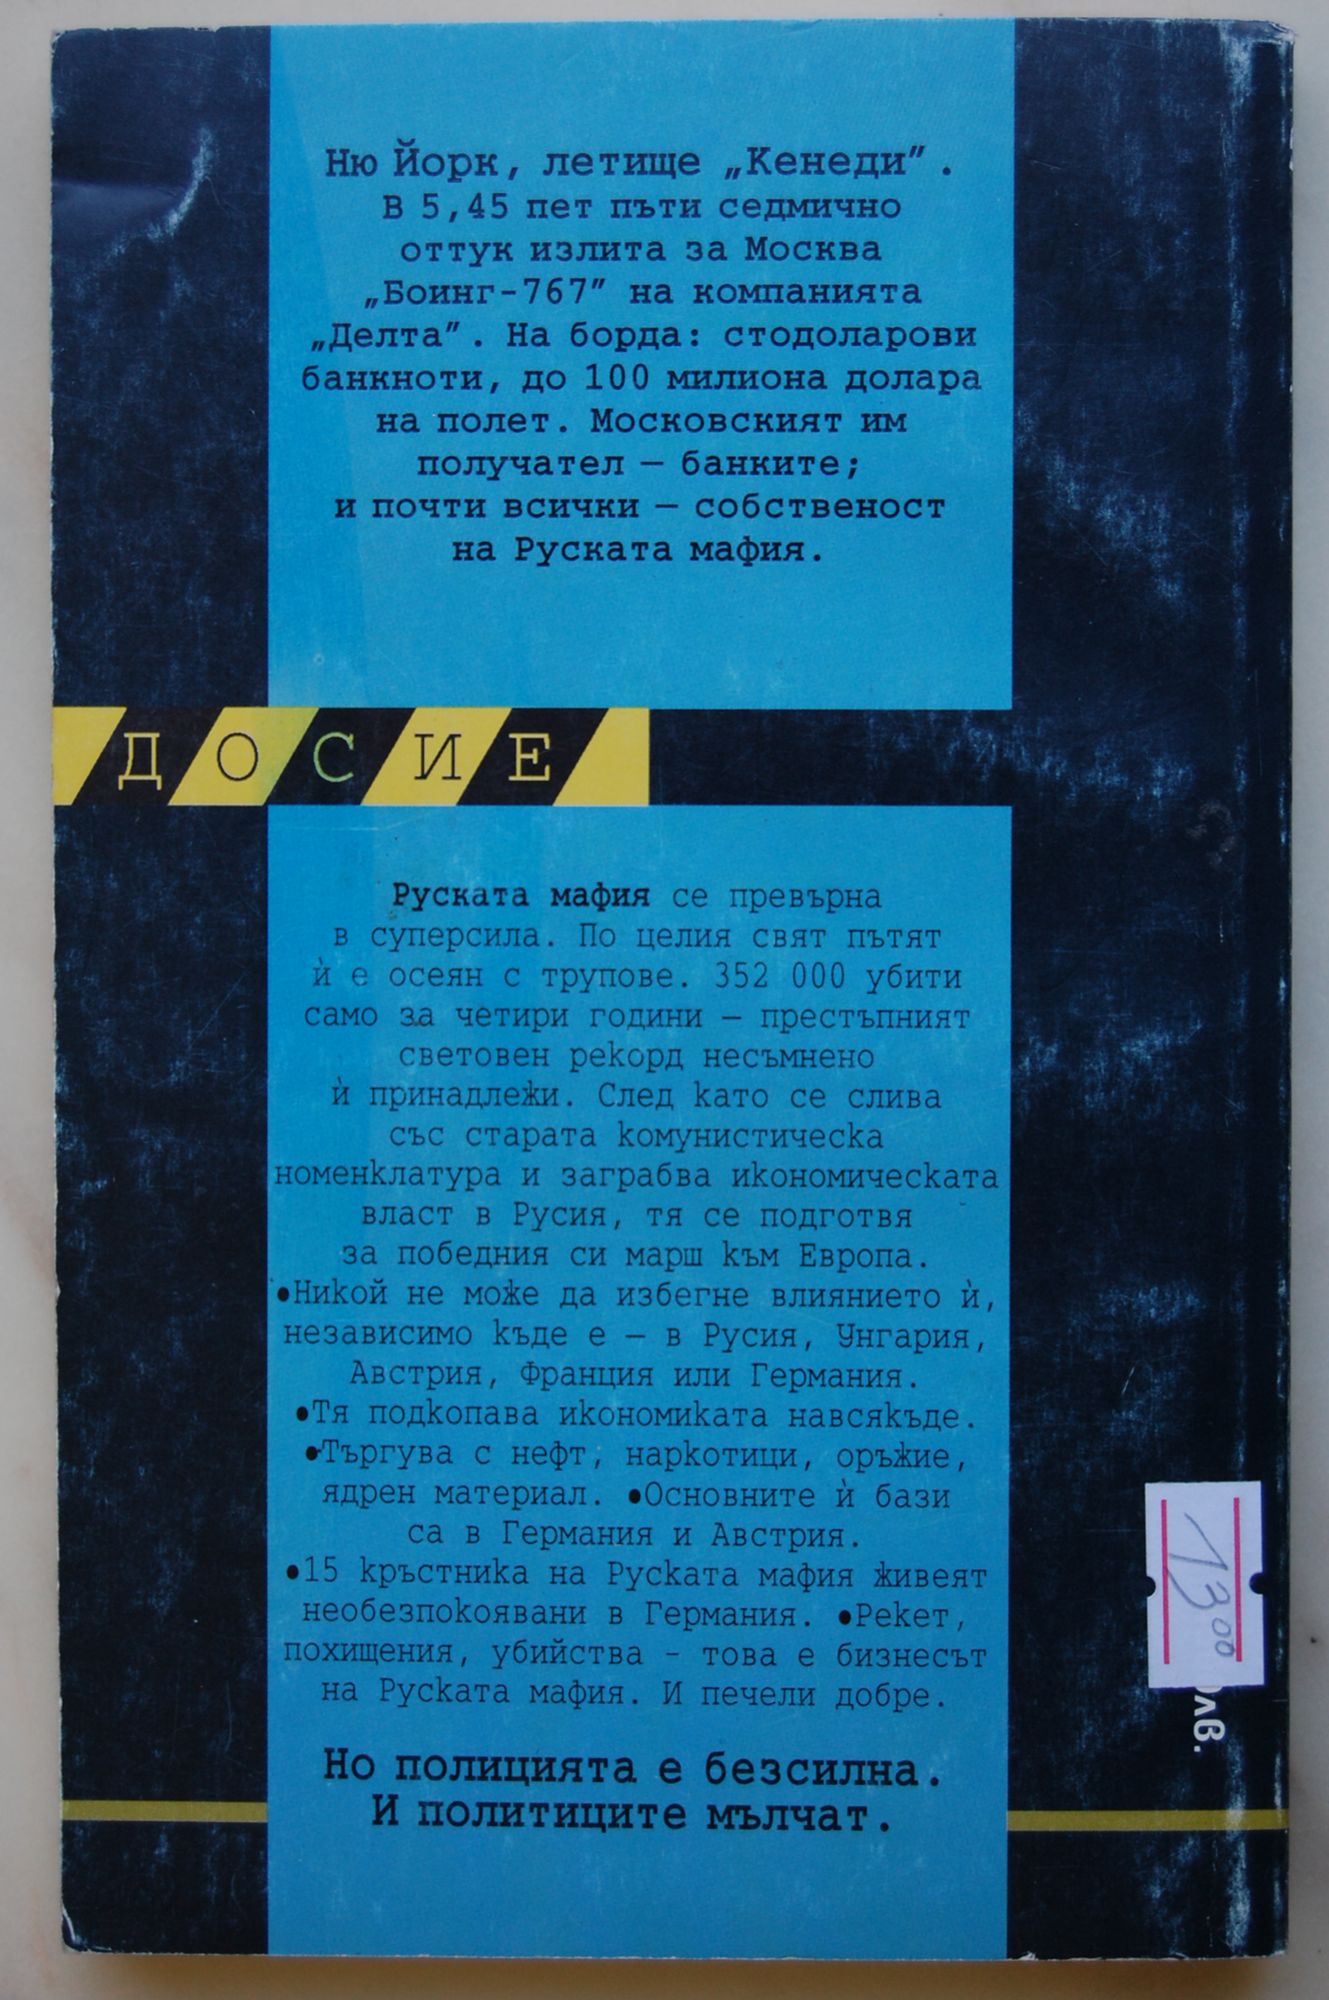 Ню Йорк, летище „Кенеди”.
В 5,45 пет пъти седмично
оттук излита за Москва
„Боинг-767” на компанията
„Делта”. На борда: стодоларови
банкноти, до 100 милиона долара
на полет. Московският им
получател — банките;
и почти всички — собственост
на Руската мафия.
ДОСИЕ
Руската мафия се превърна
в суперсила. По целия свят пътят
ѝ е осеян с трупове. 352 000 убити
само за четири години — престъпният
световен рекорд несъмнено
ѝ принадлежи. След като се слива
със старата комунистическа
номенклатура и заграбва икономическата
власт в Русия, тя се подготвя
за победния си марш към Европа.
•Никой не може да избегне влиянието ѝ,
независимо къде е — в Русия, Унгария,
Австрия, Франция или Германия.
•Тя подкопава икономиката навсякъде.
•Търгува с нефт, наркотици, оръжие,
ядрен материал. •Основните ѝ бази
са в Германия и Австрия.
•15 кръстника на Руската мафия живеят
необезпокоявани в Германия. •Рекет,
похищения, убийства - това е бизнесът
на Руската мафия. И печели добре.
Но полицията е безсилна.
И политиците мълчат.
13.00
лв.